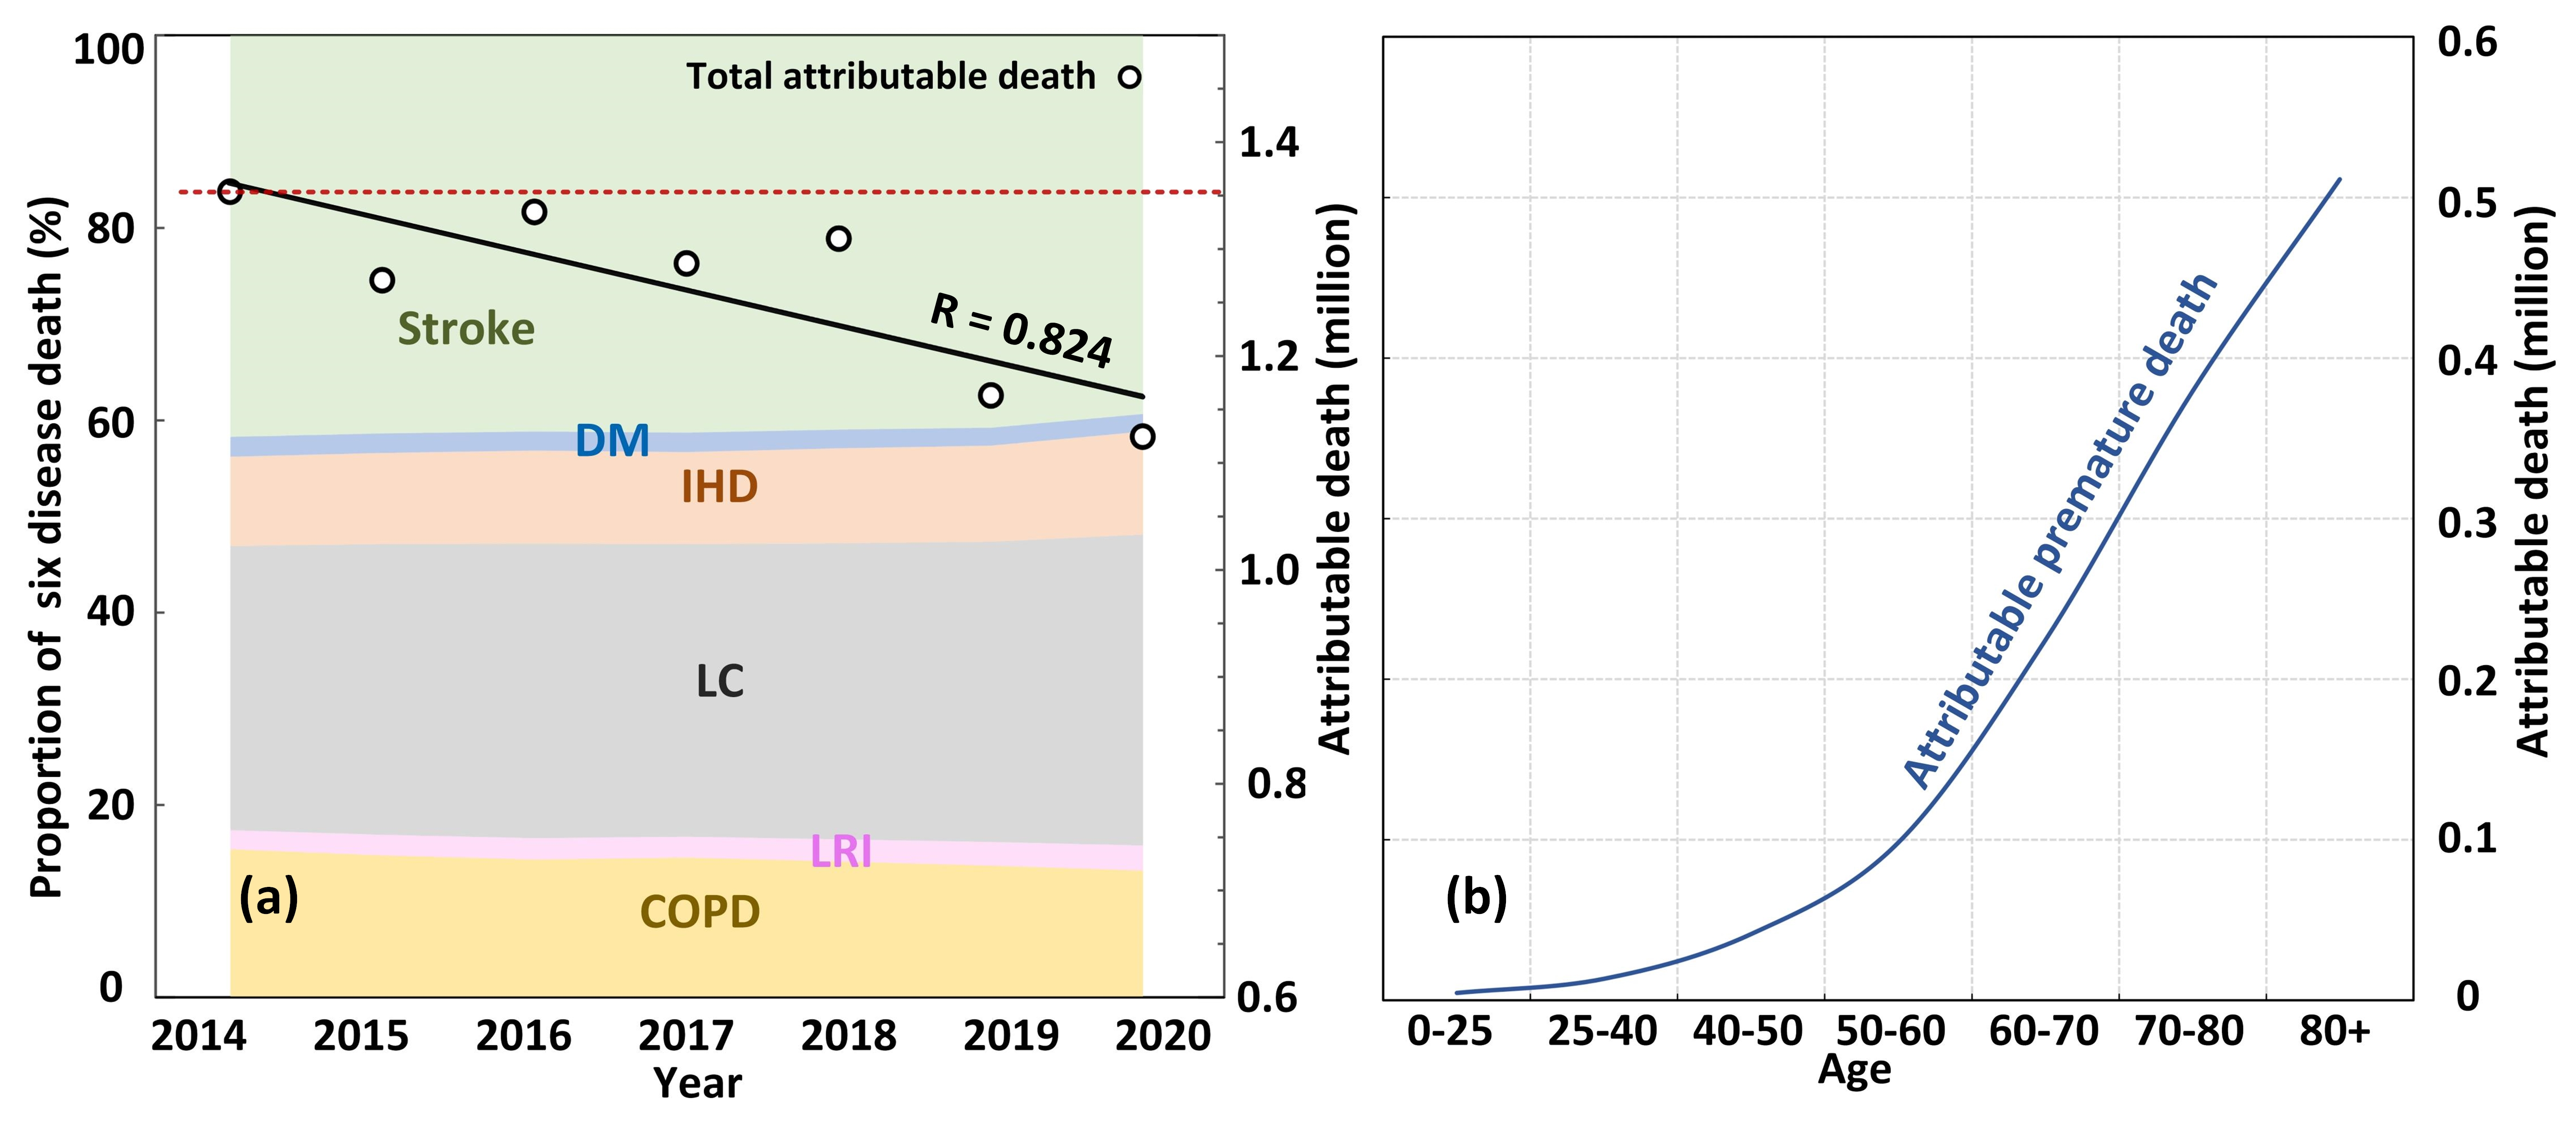 Proportion of six disease death (%)
100
80
60
40
20
0
Total attributable death
Stroke
R = 0.824
DM
IHD
LC
LRI
COPD
(a)
1.4
1.2
1.0
0.8
0.6
Attributable death (million)
2014 2015 2016 2017 2018 2019 2020
Year
Attributable premature death
(b)
0.6
0.5
0.4
0.3
0.2
0.1
0
Attributable death (million)
0-25 25-40 40-50 50-60 60-70 70-80 80+
Age